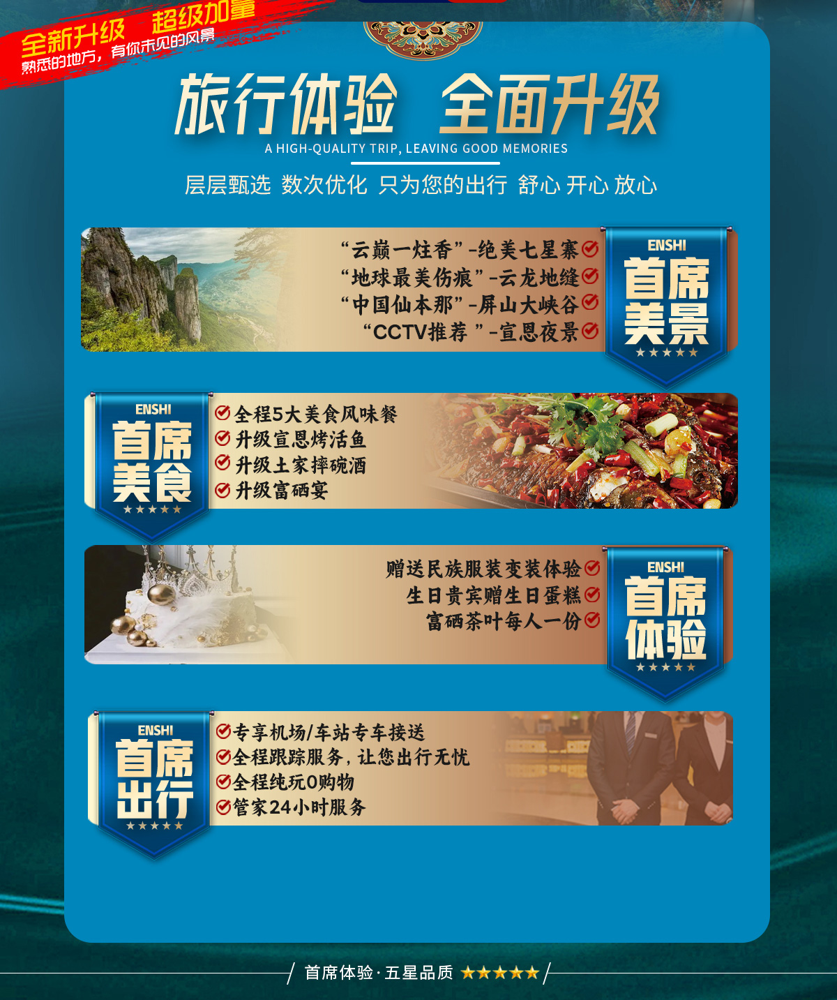 全新升级 超级加量
熟悉的地方，有你未见的风景
旅行体验 全面升级
A HIGH-QUALITY TRIP, LEAVING GOOD MEMORIES
层层甄选 数次优化 只为您的出行 舒心 开心 放心
“云巅一炷香”-绝美七星寨
“地球最美伤痕”-云龙地缝
“中国仙本那”-屏山大峡谷
“CCTV推荐 ”-宣恩夜景
ENSHI
首席
美景
ENSHI
首席
美食
全程5大美食风味餐
升级宣恩烤活鱼
升级土家摔碗酒
升级富硒宴
赠送民族服装变装体验
生日贵宾赠生日蛋糕
富硒茶叶每人一份
ENSHI
首席
体验
ENSHI
首席
出行
专享机场/车站专车接送
全程跟踪服务, 让您出行无忧
全程纯玩0购物
管家24小时服务
首席体验·五星品质